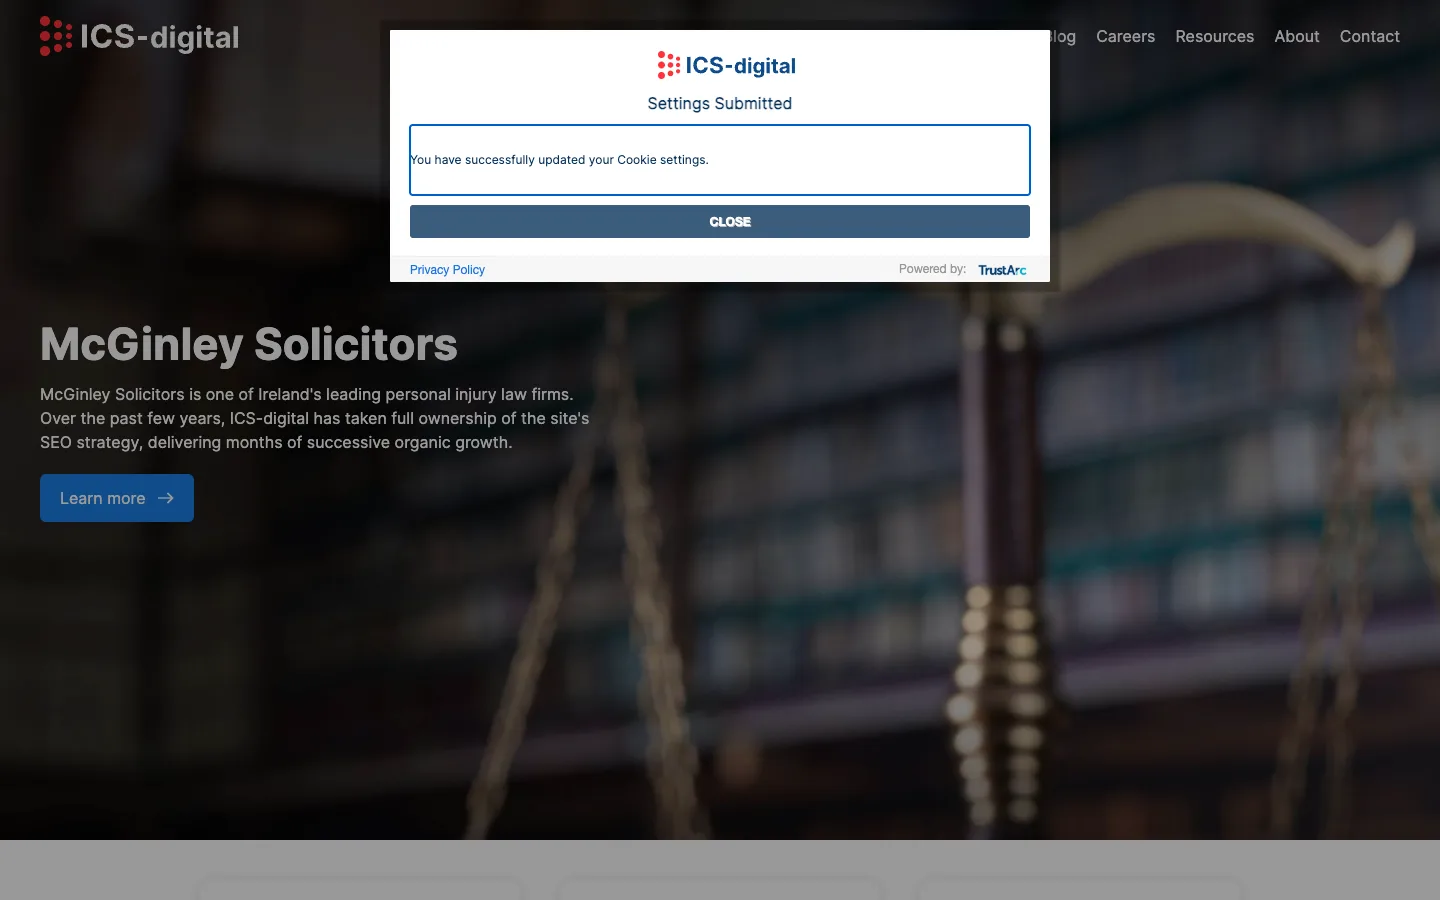 ICS-digital
Blog Careers Resources About Contact
ICS-digital
Settings Submitted
You have successfully updated your Cookie settings.
CLOSE
Privacy Policy
Powered by: TrustArc
McGinley Solicitors
McGinley Solicitors is one of Ireland's leading personal injury law firms.
Over the past few years, ICS-digital has taken full ownership of the site's
SEO strategy, delivering months of successive organic growth.
Learn more